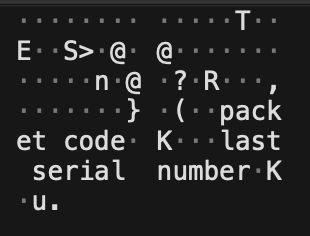 · · · · · · · ·  · · · · · T · ·
E · · S> · @ · @ · · · · · · ·
· · · · · n · @ · ? · R · · · ,
· · · · · · · } · ( · · pack
et code ·  K · · · last
serial  number · K
· u.